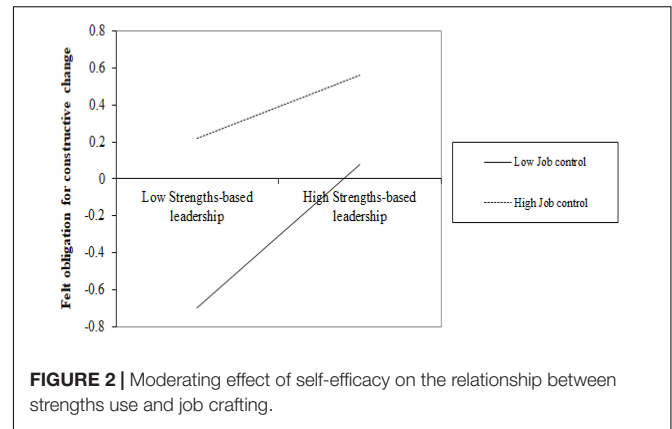 0.8
0.6
0.4
0.2
0
-0.2
-0.4
-0.6
-0.8
Felt obligation for constructive change
Low Strengths-based
leadership
High Strengths-based
leadership
Low Job control
High Job control
FIGURE 2 | Moderating effect of self-efficacy on the relationship between
strengths use and job crafting.